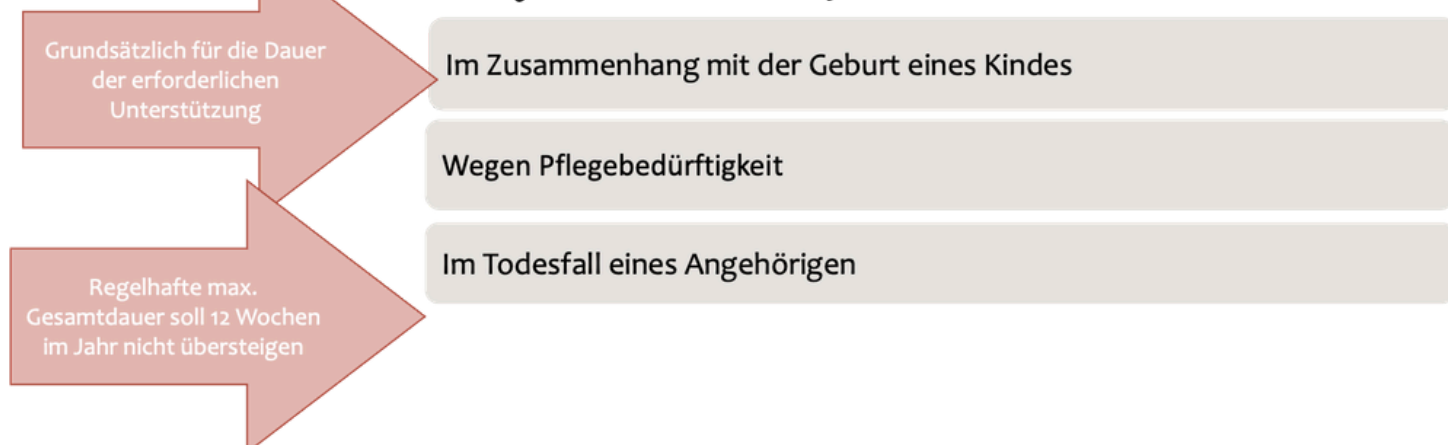 Grundsätzlich für die Dauer
der erforderlichen
Unterstützung
Im Zusammenhang mit der Geburt eines Kindes
Wegen Pflegebedürftigkeit
Im Todesfall eines Angehörigen
Regelhafte max.
Gesamtdauer soll 12 Wochen
im Jahr nicht übersteigen